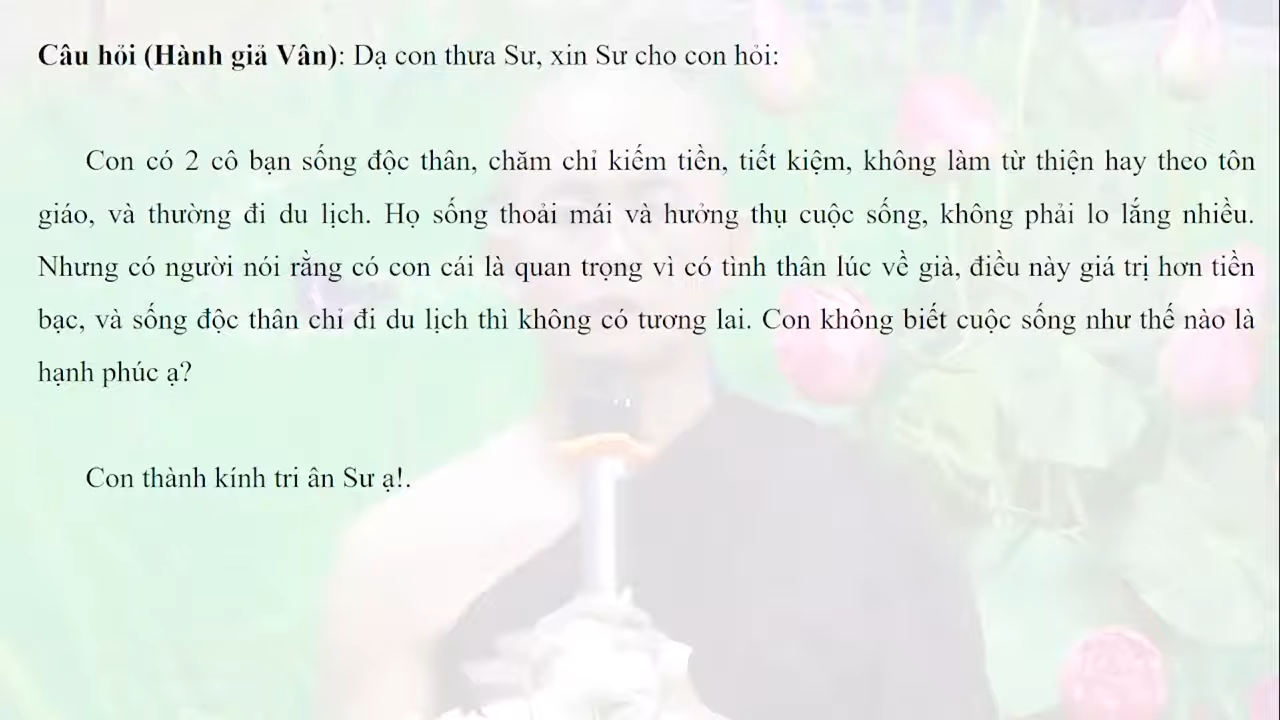 Câu hỏi (Hành giả Vân): Dạ con thưa Sư, xin Sư cho con hỏi:
Con có 2 cô bạn sống độc thân, chăm chỉ kiếm tiền, tiết kiệm, không làm từ thiện hay theo tôn
giáo, và thường đi du lịch. Họ sống thoải mái và hưởng thụ cuộc sống, không phải lo lắng nhiều.
Nhưng có người nói rằng có con cái là quan trọng vì có tình thân lúc về già, điều này giá trị hơn tiền
bạc, và sống độc thân chỉ đi du lịch thì không có tương lai. Con không biết cuộc sống như thế nào là
hạnh phúc ạ?
Con thành kính tri ân Sư ạ!.